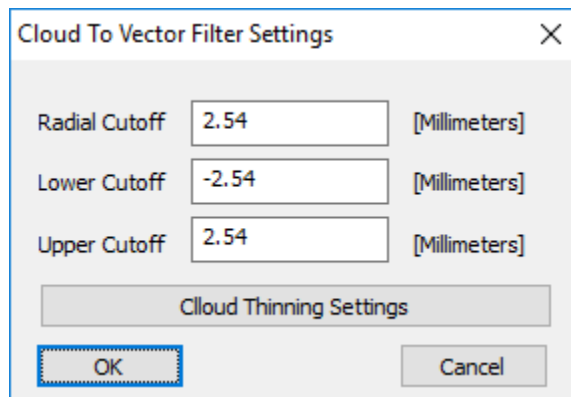 Cloud To Vector Filter Settings
Radial Cutoff 2.54 [Millimeters]
Lower Cutoff -2.54 [Millimeters]
Upper Cutoff 2.54 [Millimeters]
Clloud Thinning Settings
OK Cancel